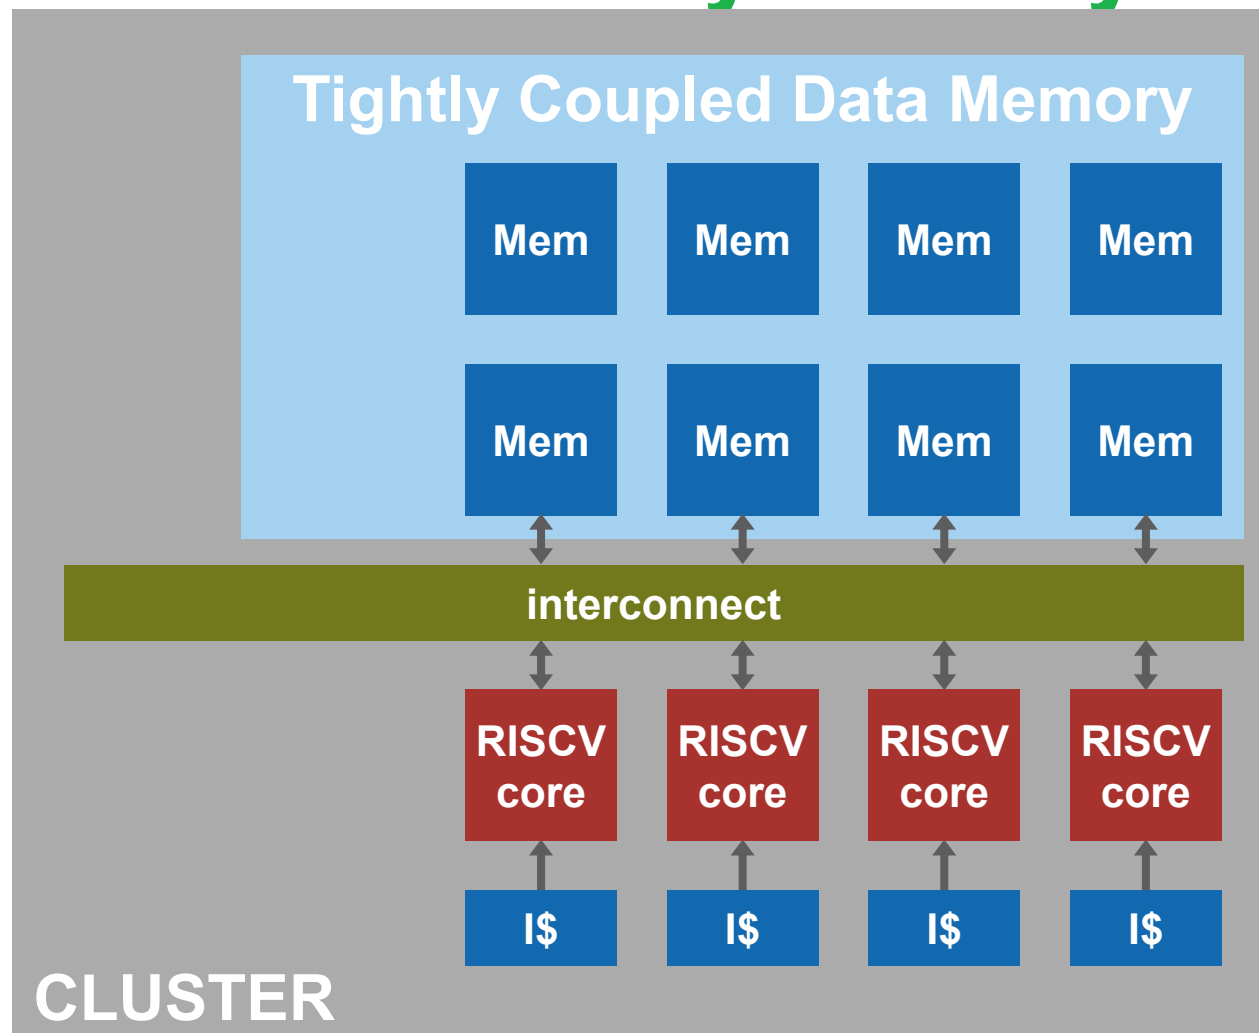 Tightly Coupled Data Memory
Mem Mem Mem Mem
Mem Mem Mem Mem
interconnect
RISCV RISCV RISCV RISCV
core core core core
I$ I$ I$ I$
CLUSTER